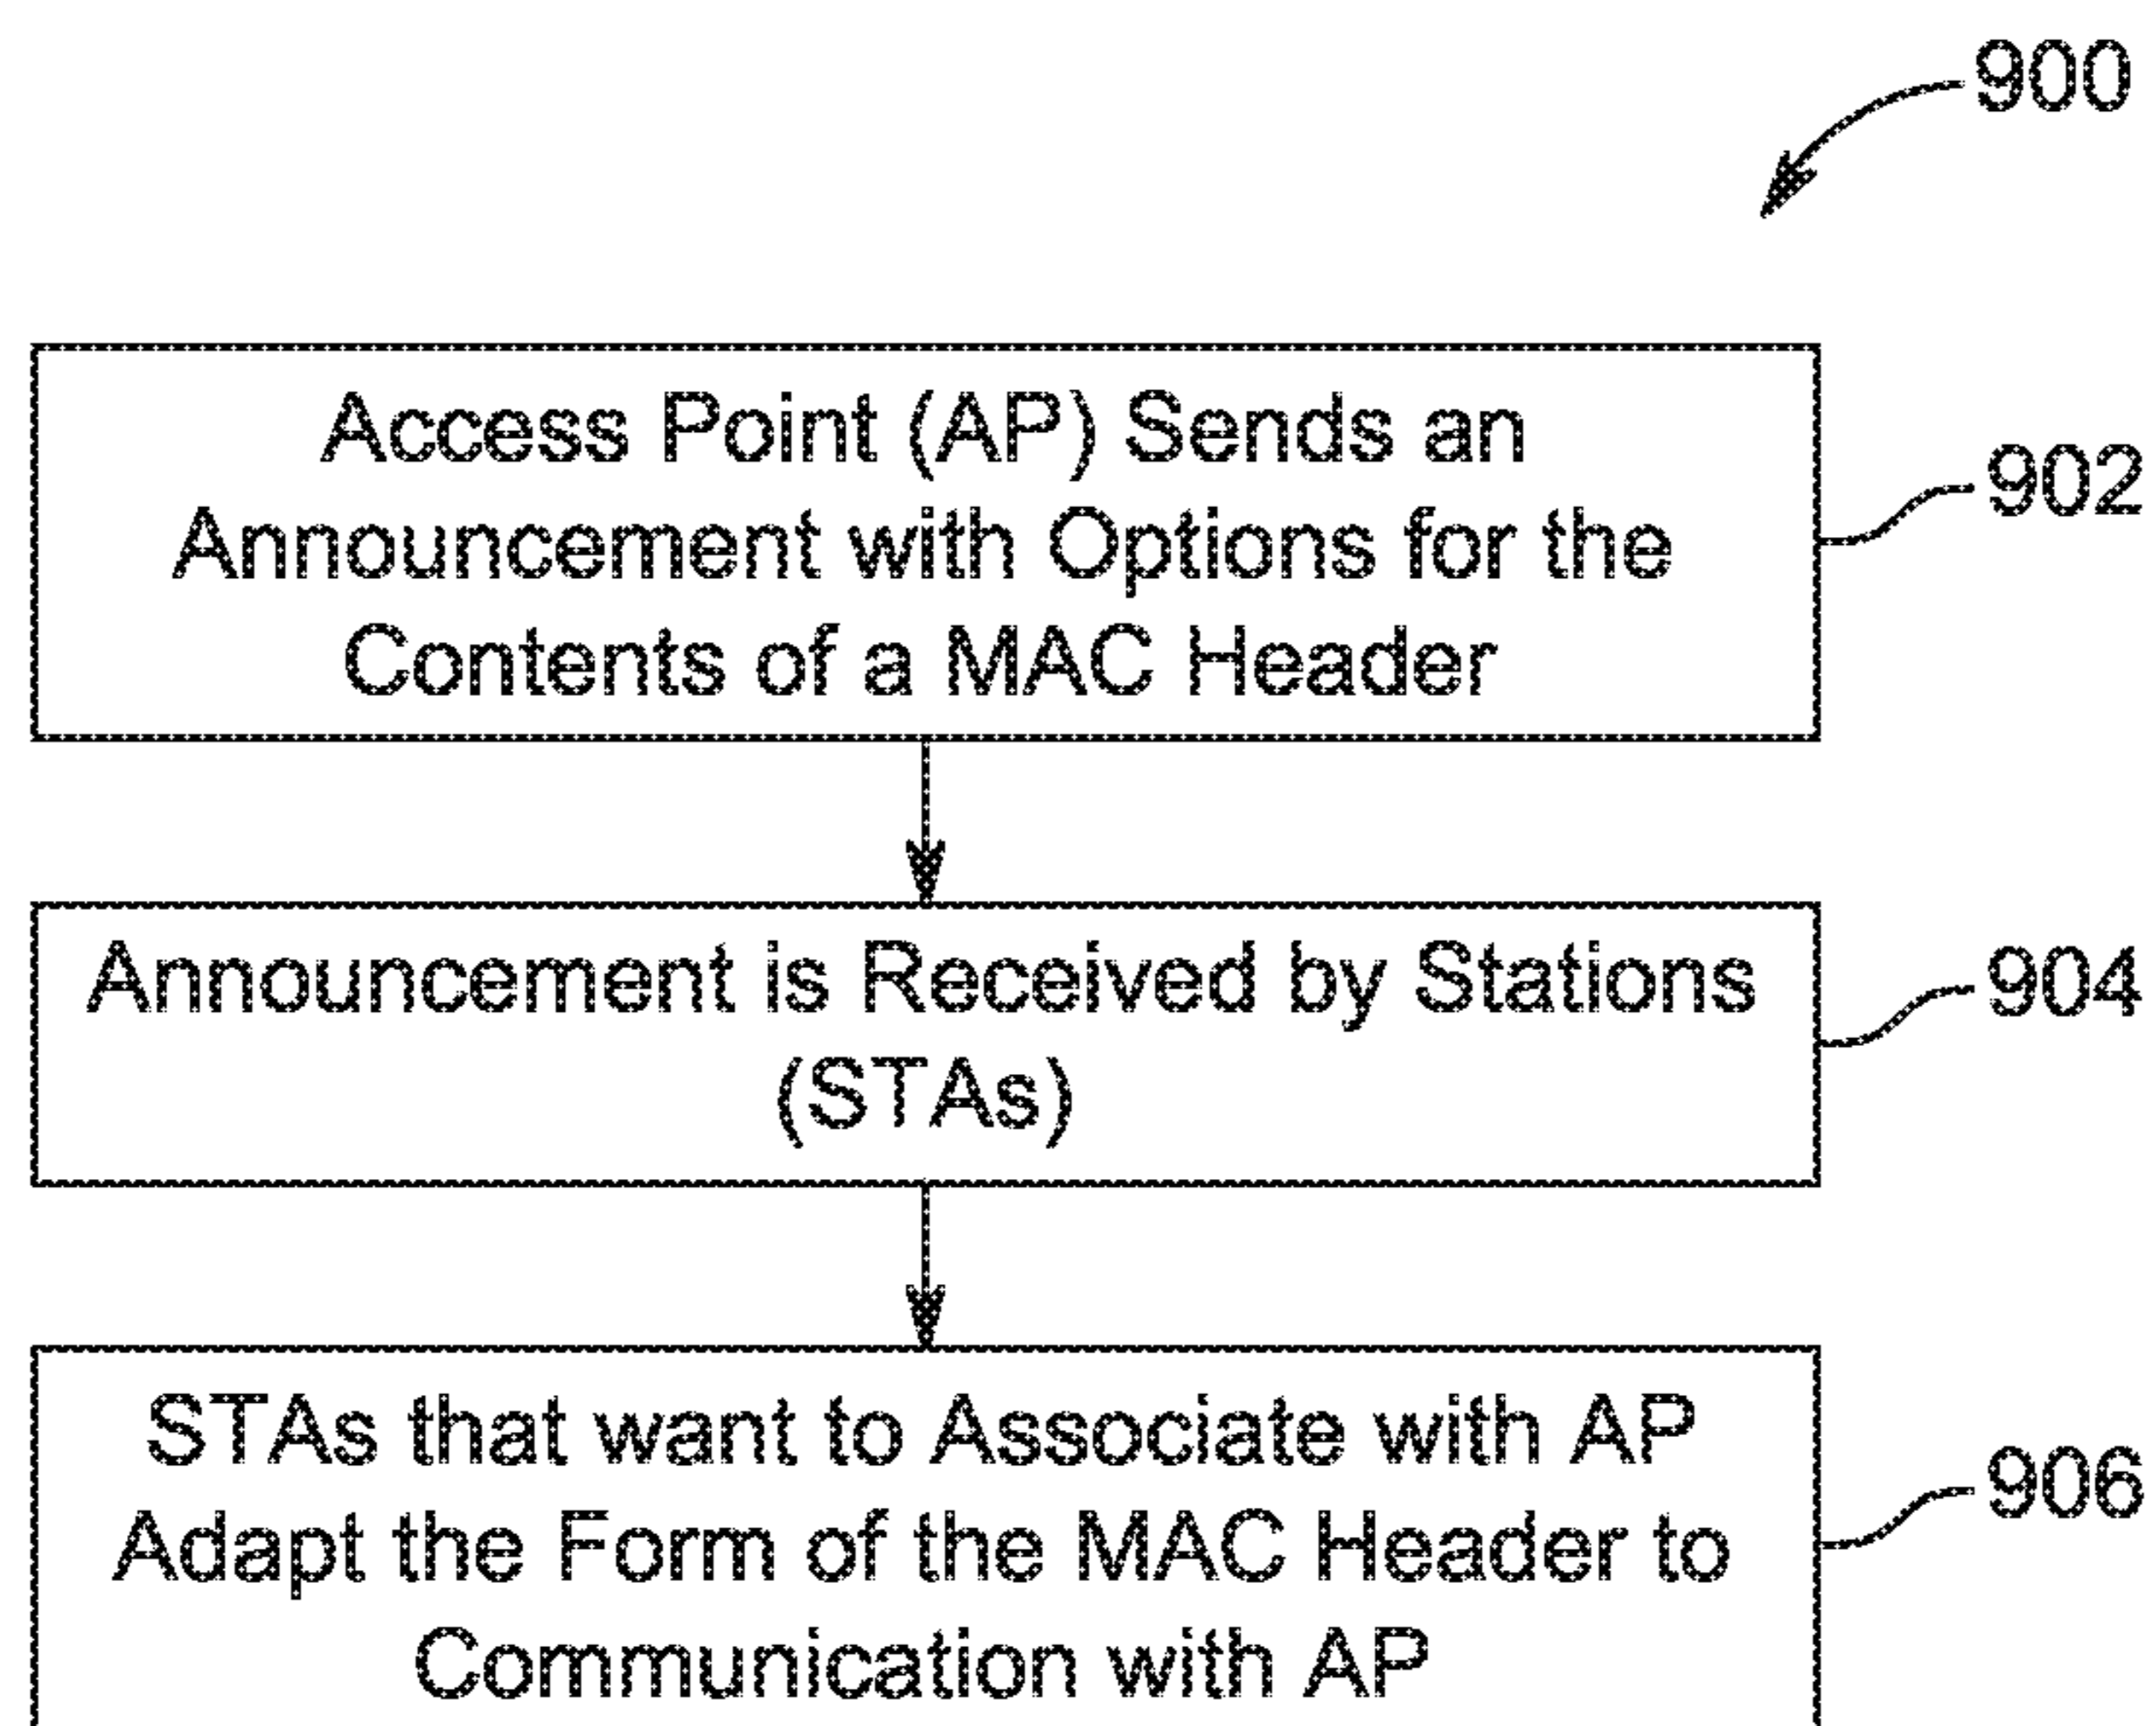 900
Access Point (AP) Sends an
Announcement with Options for the
Contents of a MAC Header
902
Announcement is Received by Stations
(STAs)
904
STAs that want to Associate with AP
Adapt the Form of the MAC Header to
Communication with AP
906